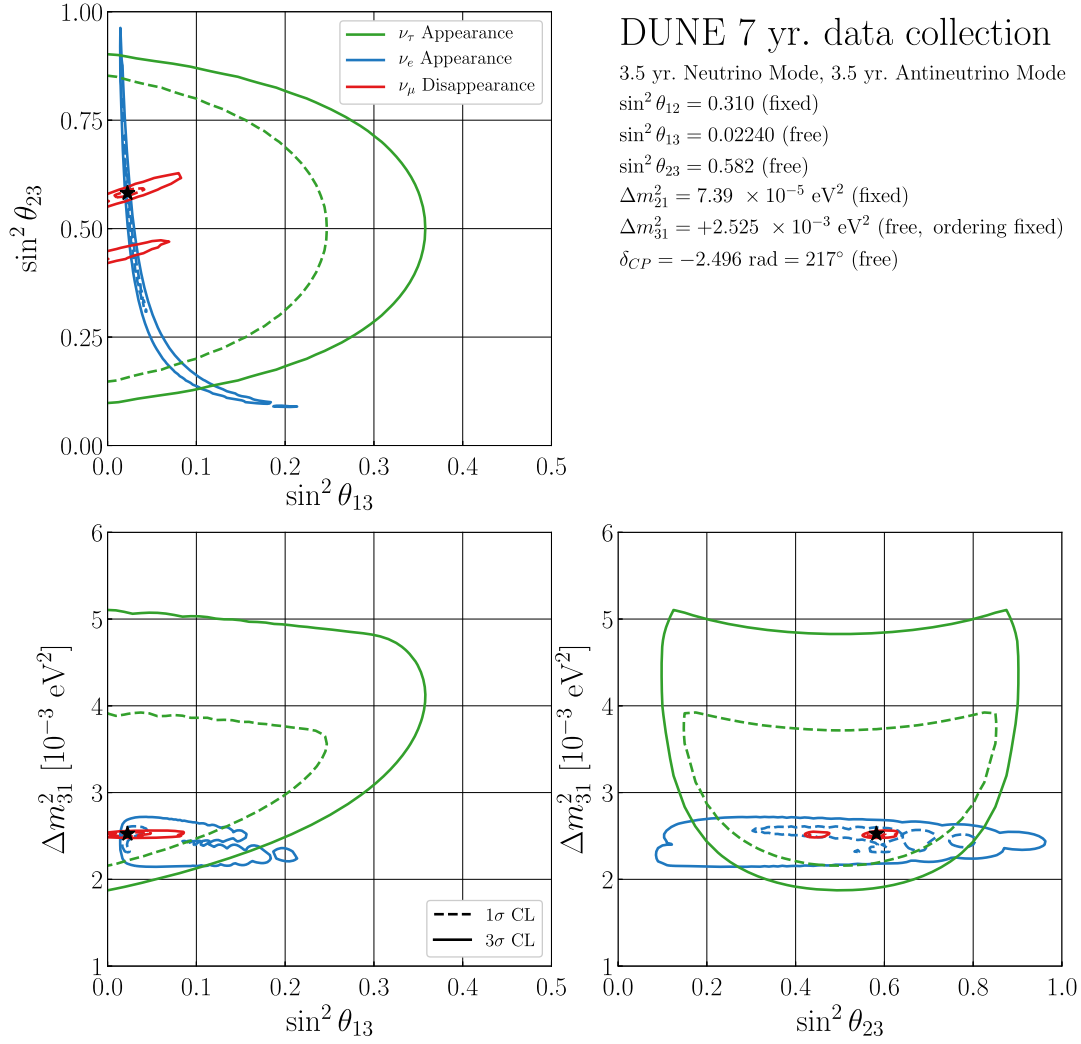 DUNE 7 yr. data collection
3.5 yr. Neutrino Mode, 3.5 yr. Antineutrino Mode
sin² θ₁₂ = 0.310 (fixed)
sin² θ₁₃ = 0.02240 (free)
sin² θ₂₃ = 0.582 (free)
Δm²₂₁ = 7.39 × 10⁻⁵ eV² (fixed)
Δm²₃₁ = +2.525 × 10⁻³ eV² (free, ordering fixed)
δ_CP = −2.496 rad = 217° (free)
ν_τ Appearance
ν_e Appearance
ν_μ Disappearance
1.00
0.75
0.50
0.25
0.00
sin² θ₂₃
0.0 0.1 0.2 0.3 0.4 0.5
sin² θ₁₃
6
5
4
3
2
1
Δm²₃₁ [10⁻³ eV²]
1σ CL
3σ CL
0.0 0.1 0.2 0.3 0.4 0.5
sin² θ₁₃
6
5
4
3
2
1
Δm²₃₁ [10⁻³ eV²]
0.0 0.2 0.4 0.6 0.8 1.0
sin² θ₂₃